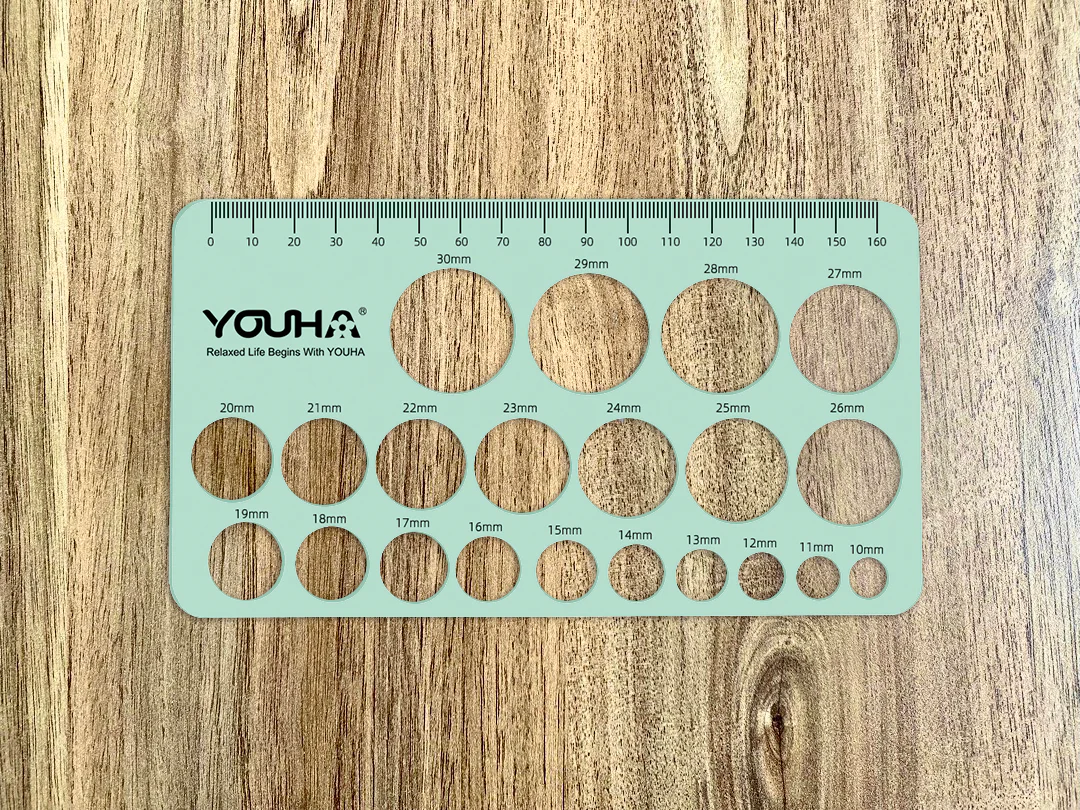 0 10 20 30 40 50 60 70 80 90 100 110 120 130 140 150 160
30mm 29mm 28mm 27mm
YOUHA®
Relaxed Life Begins With YOUHA
20mm 21mm 22mm 23mm 24mm 25mm 26mm
19mm 18mm 17mm 16mm 15mm 14mm 13mm 12mm 11mm 10mm